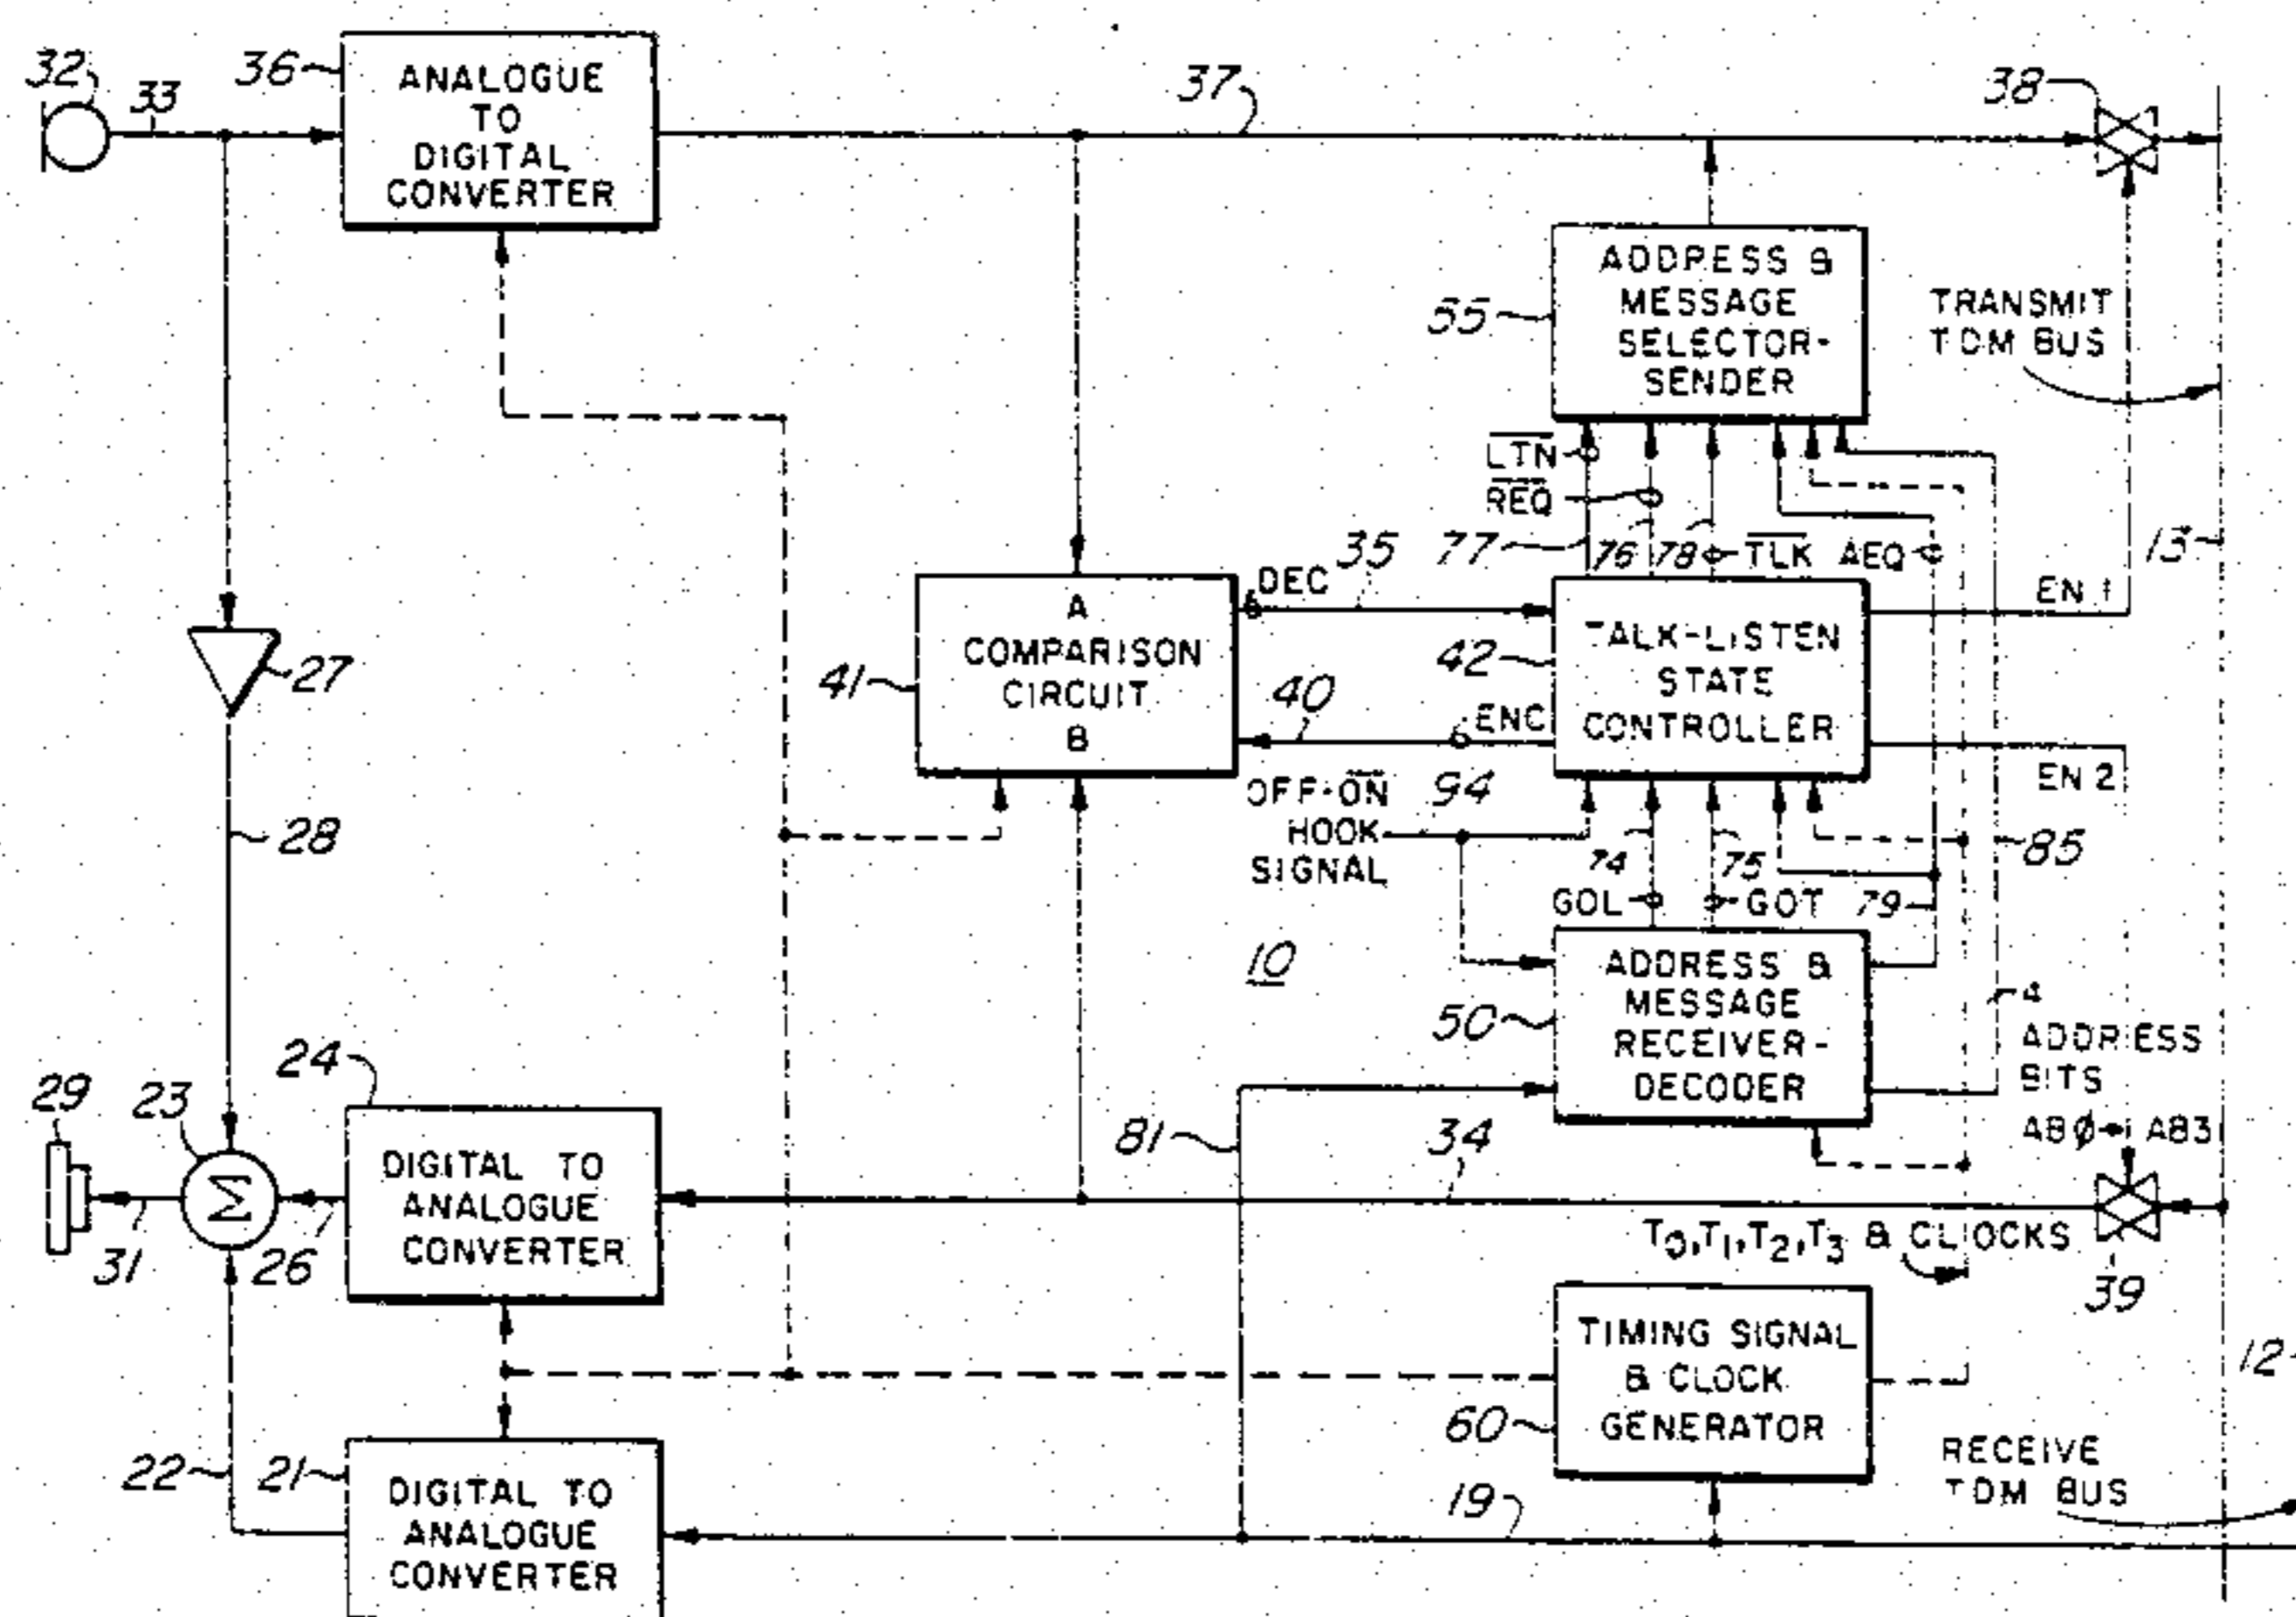 32
33
36
ANALOGUE
TO
DIGITAL
CONVERTER
37
38
55
ADDRESS &
MESSAGE
SELECTOR-
SENDER
TRANSMIT
TDM BUS
13
LTN
REQ
77
76
78
TLK
AEQ
41
A
COMPARISON
CIRCUIT
B
DEC
35
40
ENC
42
TALK-LISTEN
STATE
CONTROLLER
EN 1
EN 2
27
28
OFF-ON
HOOK
SIGNAL
94
74
75
GOL
GOT
79
85
10
50
ADDRESS &
MESSAGE
RECEIVER-
DECODER
4
ADDRESS
BITS
ABØ
AB3
29
23
Σ
31
26
24
DIGITAL TO
ANALOGUE
CONVERTER
81
34
T0,T1,T2,T3 & CLOCKS
39
60
TIMING SIGNAL
& CLOCK
GENERATOR
12
22
21
DIGITAL TO
ANALOGUE
CONVERTER
19
RECEIVE
TDM BUS